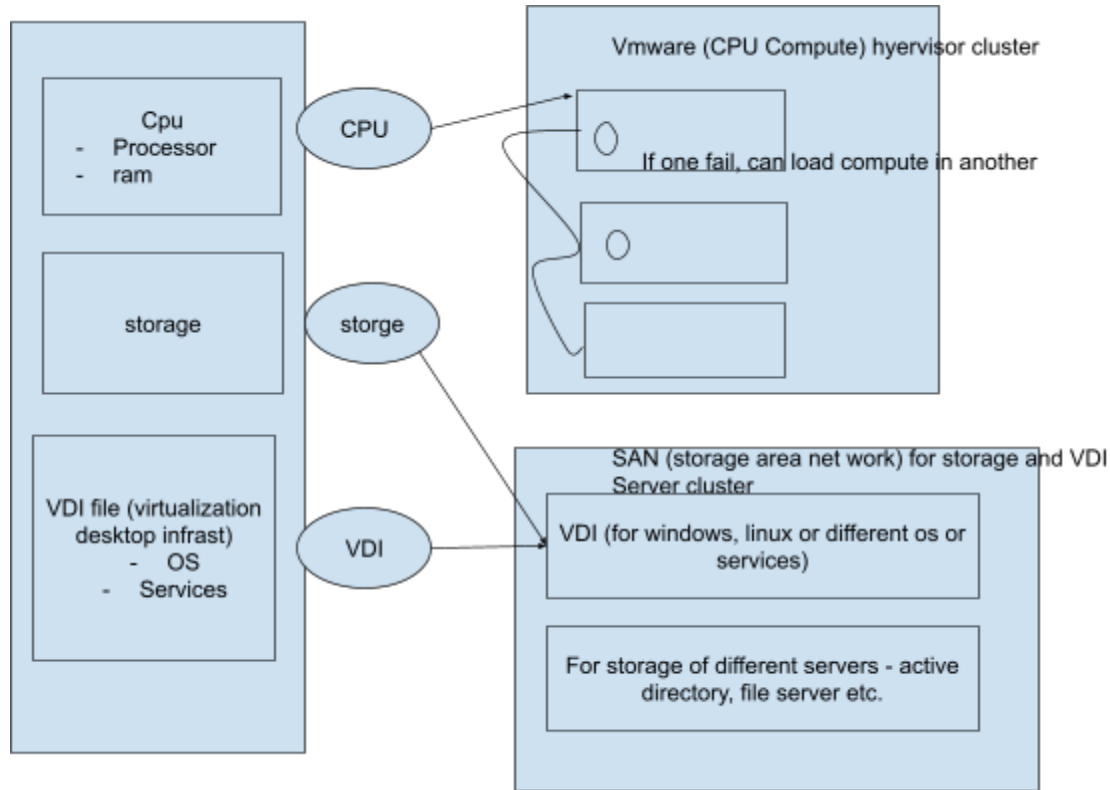 Cpu
- Processor
- ram
storage
VDI file (virtualization
desktop infrast)
- OS
- Services
CPU
storge
VDI
Vmware (CPU Compute) hyervisor cluster
If one fail, can load compute in another
SAN (storage area net work) for storage and VDI
Server cluster
VDI (for windows, linux or different os or
services)
For storage of different servers - active
directory, file server etc.